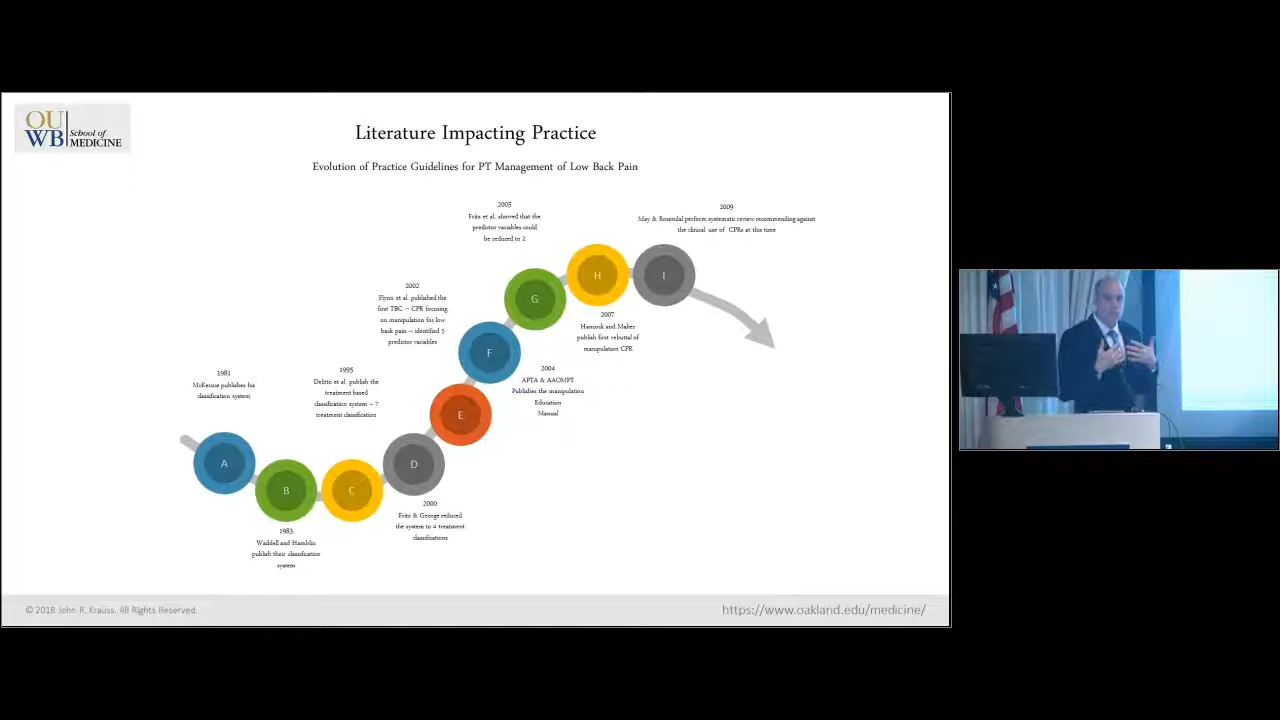 OU
WB
School of
MEDICINE
Literature Impacting Practice
Evolution of Practice Guidelines for PT Management of Low Back Pain
2005
Fritz et al. showed that the
predictor variables could
be reduced to 2
2009
May & Rosendal perform systematic review recommending against
the clinical use of CPRs at this time
2002
Flynn et al. published the
first TBC – CPR focusing
on manipulation for low
back pain – identified 5
predictor variables
2007
Hancock and Maher
publish first rebuttal of
manipulation CPR
1981
McKenzie publishes his
classification system
1995
Delitto et al. publish the
treatment based
classification system – 7
treatment classification
2004
APTA & AAOMPT
Publishes the manipulation
Education
Manual
A
B
C
D
E
F
G
H
I
2000
Fritz & George reduced
the system to 4 treatment
classifications
1983
Waddell and Hamblin
publish their classification
system
© 2018 John R. Krauss. All Rights Reserved.
https://www.oakland.edu/medicine/